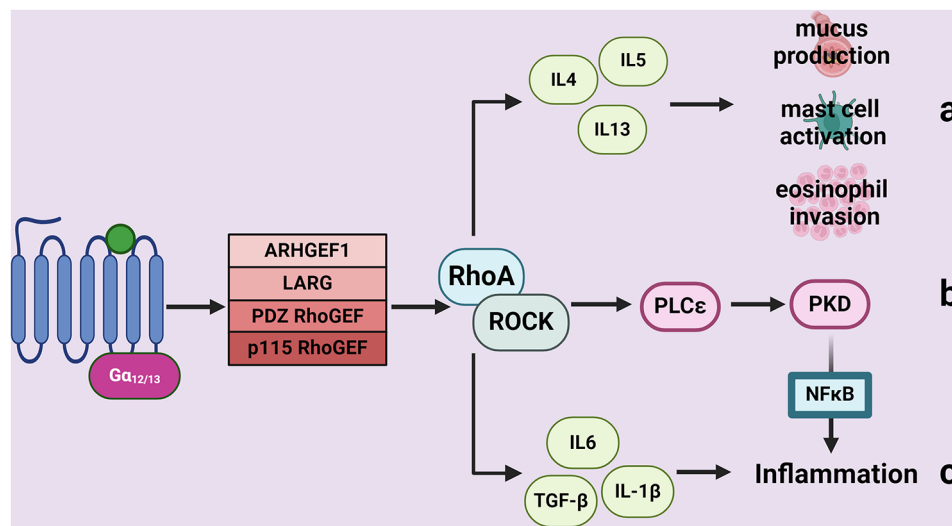 IL4
IL5
IL13
mucus
production
mast cell
activation
eosinophil
invasion
a
Gα12/13
ARHGEF1
LARG
PDZ RhoGEF
p115 RhoGEF
RhoA
ROCK
PLCε
PKD
b
NFκB
IL6
TGF-β
IL-1β
Inflammation
c